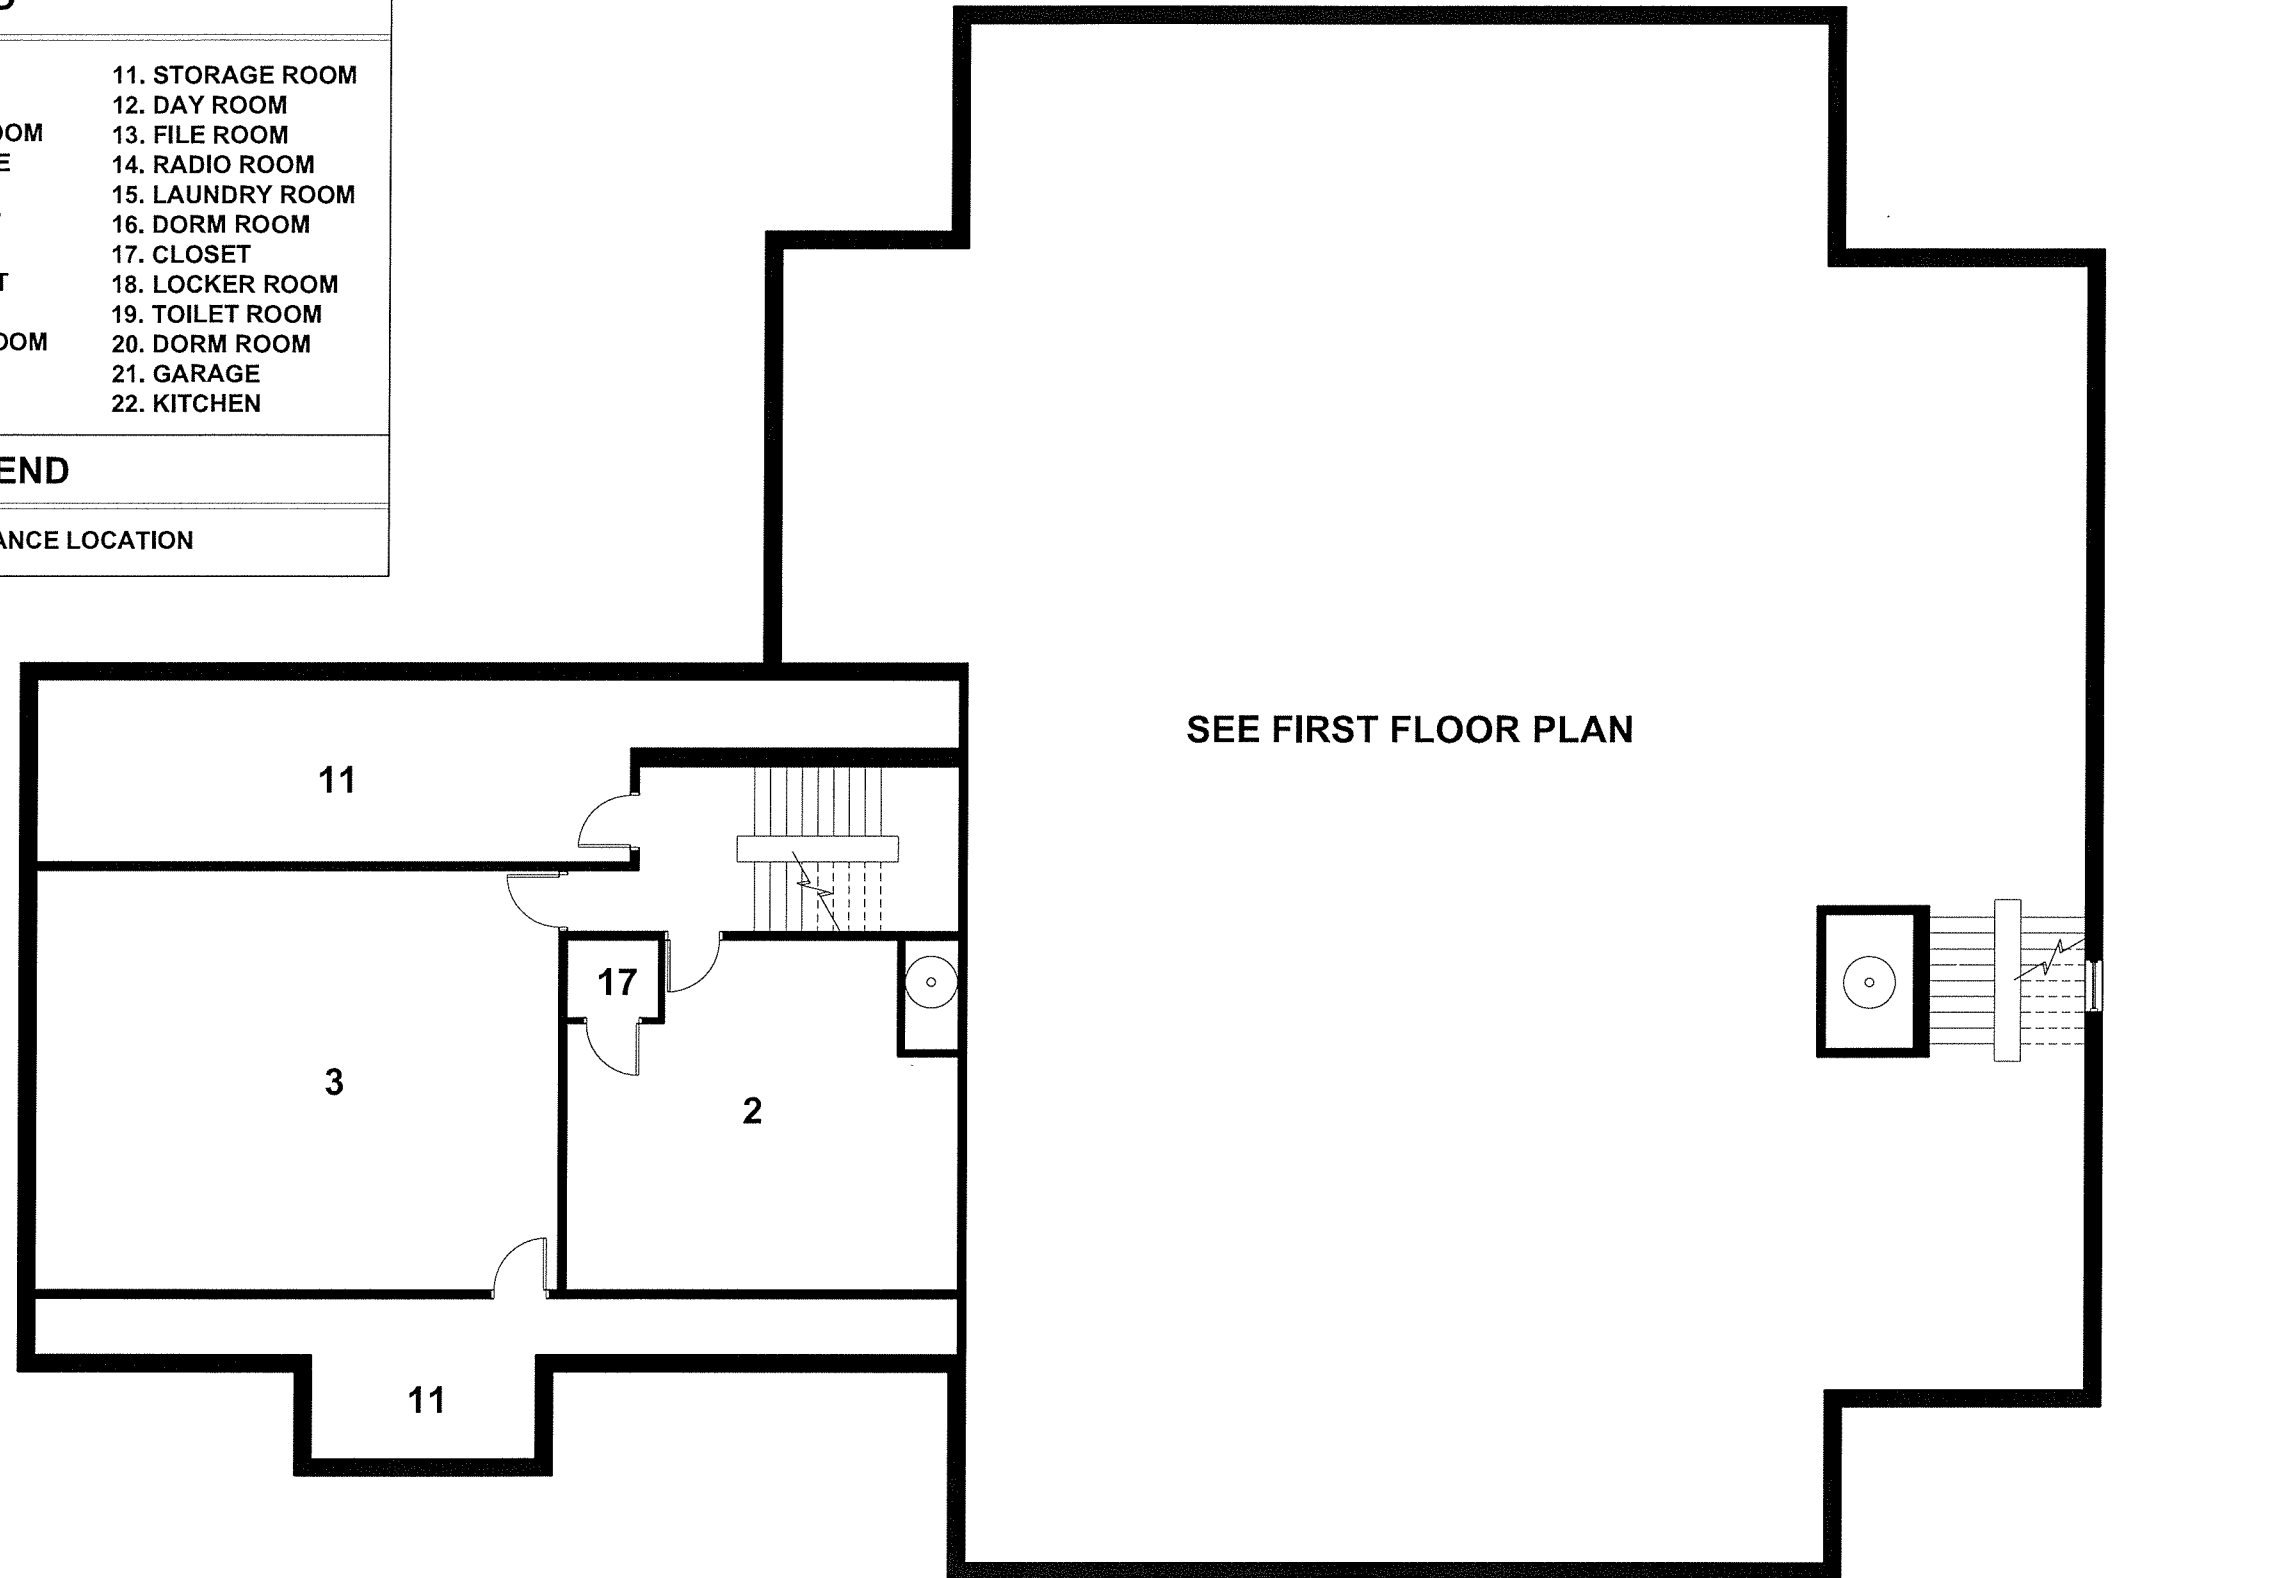 11. STORAGE ROOM
12. DAY ROOM
13. FILE ROOM
14. RADIO ROOM
15. LAUNDRY ROOM
16. DORM ROOM
17. CLOSET
18. LOCKER ROOM
19. TOILET ROOM
20. DORM ROOM
21. GARAGE
22. KITCHEN
END
ANCE LOCATION
SEE FIRST FLOOR PLAN
11
17
3
2
11